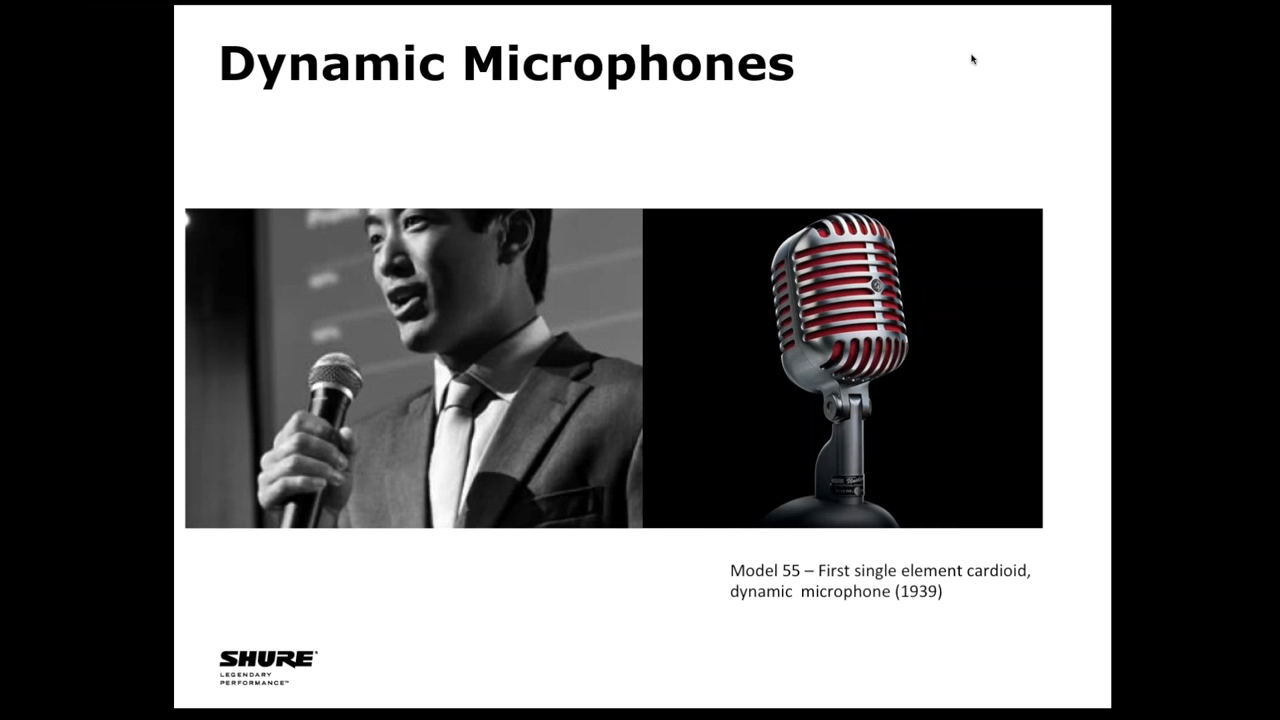 Dynamic Microphones
Model 55 – First single element cardioid,
dynamic  microphone (1939)
SHURE
LEGENDARY
PERFORMANCE™